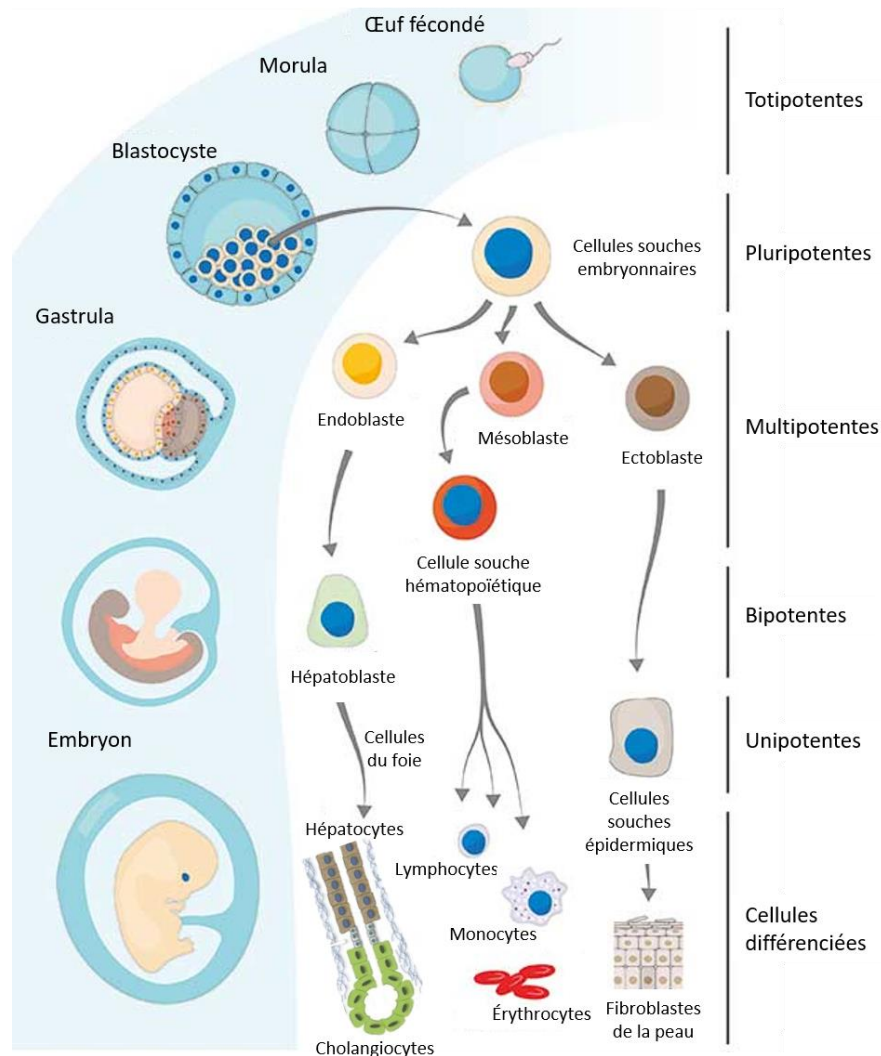 Œuf fécondé
Morula
Totipotentes
Blastocyste
Cellules souches
embryonnaires
Pluripotentes
Gastrula
Endoblaste
Mésoblaste
Ectoblaste
Multipotentes
Cellule souche
hématopoïétique
Bipotentes
Hépatoblaste
Embryon
Cellules
du foie
Unipotentes
Cellules
souches
épidermiques
Hépatocytes
Lymphocytes
Monocytes
Cellules
différenciées
Érythrocytes
Fibroblastes
de la peau
Cholangiocytes